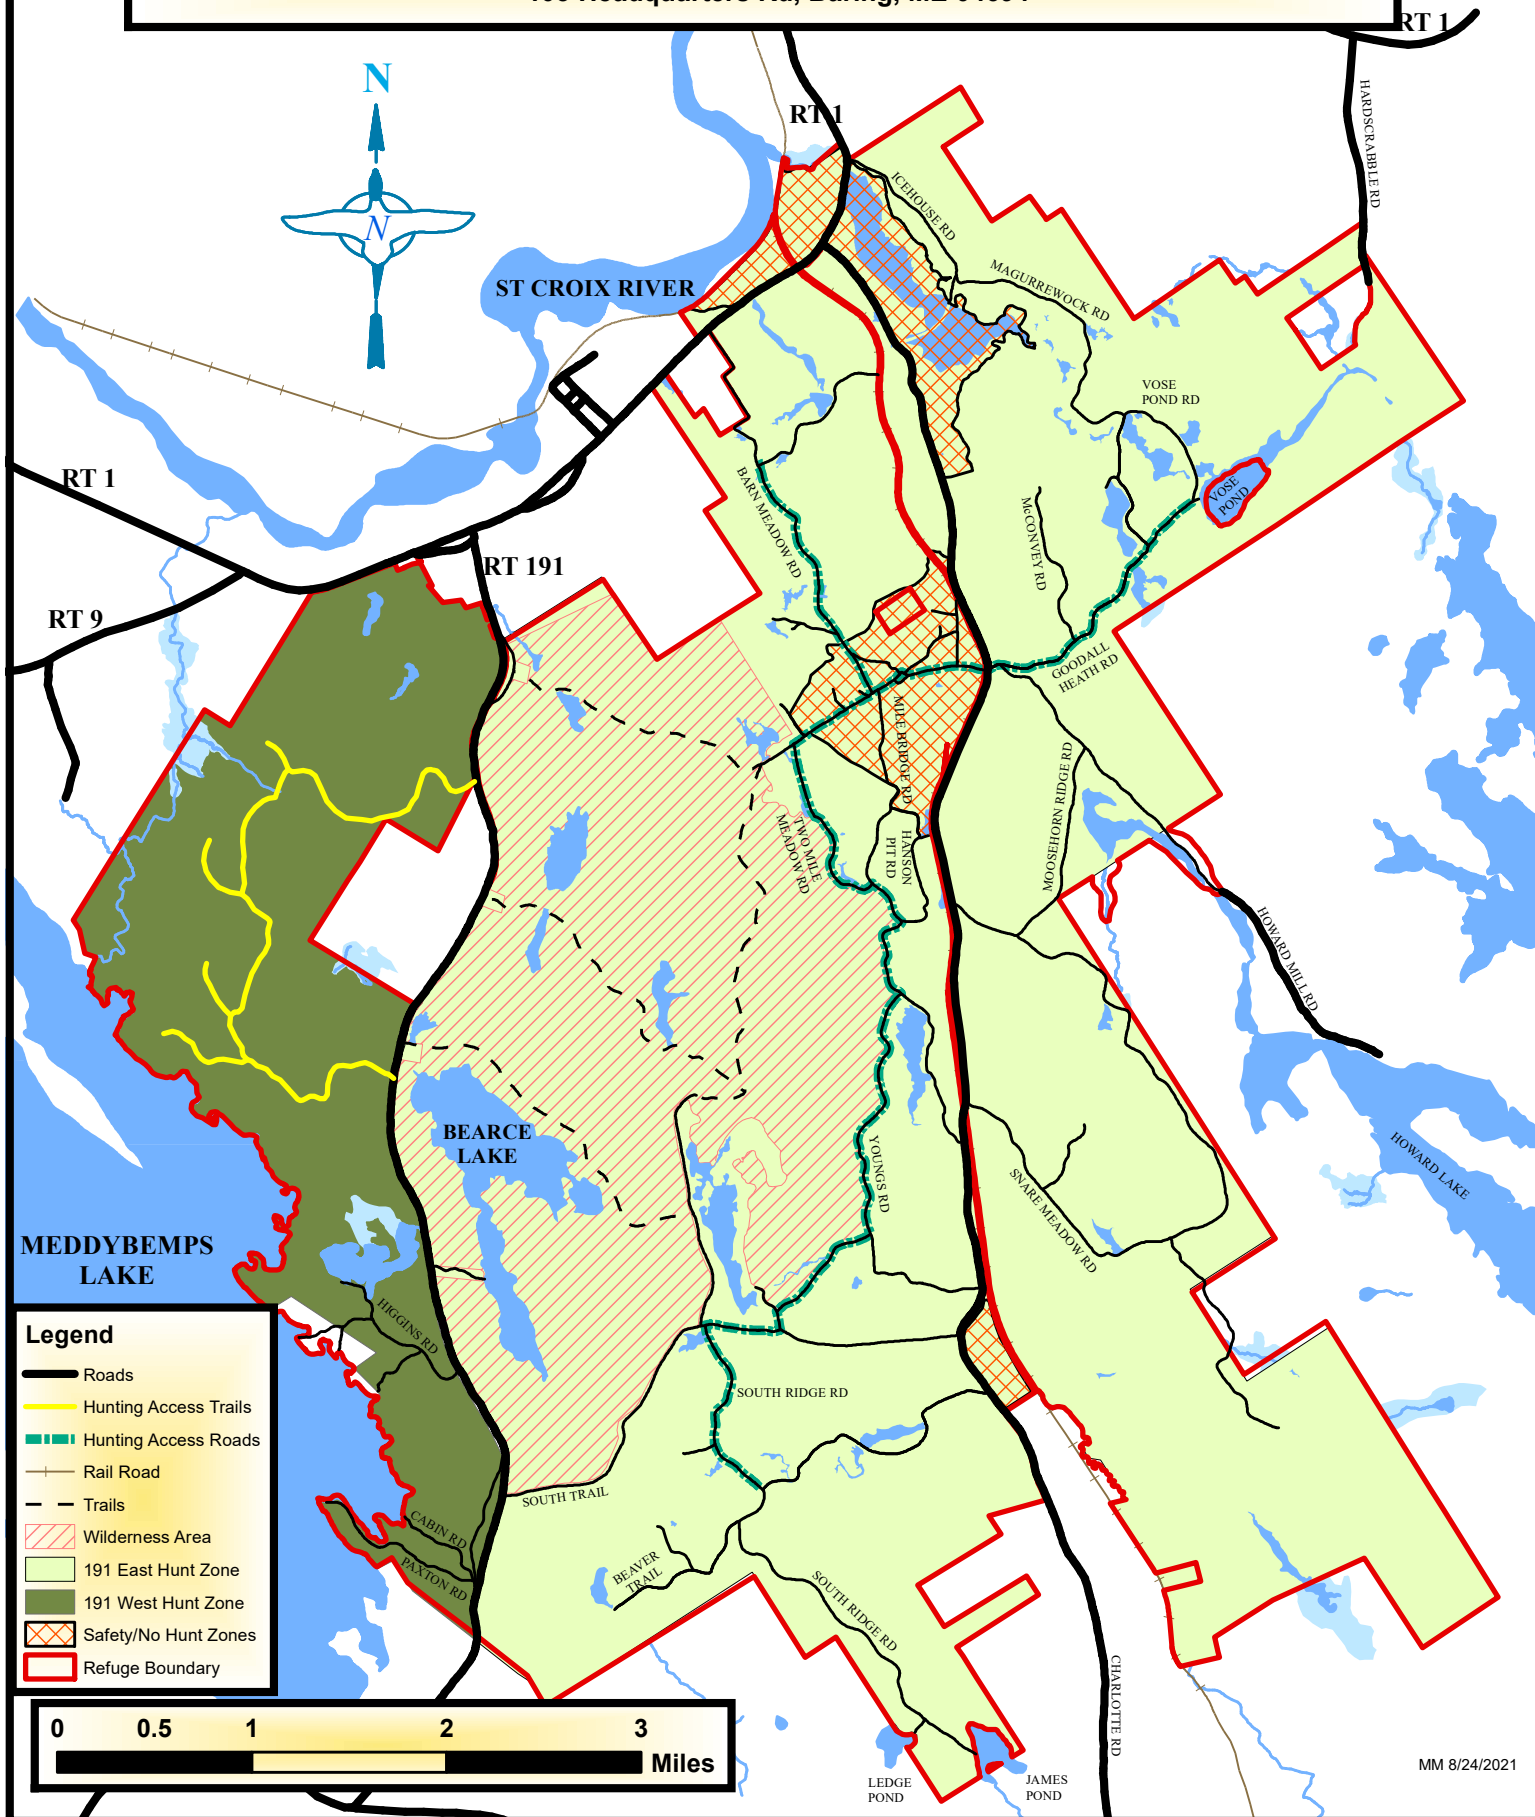 103 Headquarters Rd, Baring, ME 04694
RT 1
N
RT 1
HARDSCRABBLE RD
ICEHOUSE RD
N
MAGURREWOCK RD
ST CROIX RIVER
VOSE
POND RD
RT 1
BARN MEADOW RD
VOSE
POND
McCONVEY RD
RT 191
RT 9
GOODALL
HEATH RD
MILE BRIDGE RD
MOOSEHORN RIDGE RD
TWO MILE
MEADOW RD
HANSON
PIT RD
HOWARD MILL RD
BEARCE
LAKE
YOUNGS RD
HOWARD LAKE
SNARE MEADOW RD
MEDDYBEMPS
LAKE
HIGGINS RD
SOUTH RIDGE RD
SOUTH TRAIL
CABIN RD
PAXTON RD
BEAVER
TRAIL
SOUTH RIDGE RD
CHARLOTTE RD
LEDGE
POND
JAMES
POND
Legend
Roads
Hunting Access Trails
Hunting Access Roads
Rail Road
Trails
Wilderness Area
191 East Hunt Zone
191 West Hunt Zone
Safety/No Hunt Zones
Refuge Boundary
0 0.5 1 2 3
Miles
MM 8/24/2021